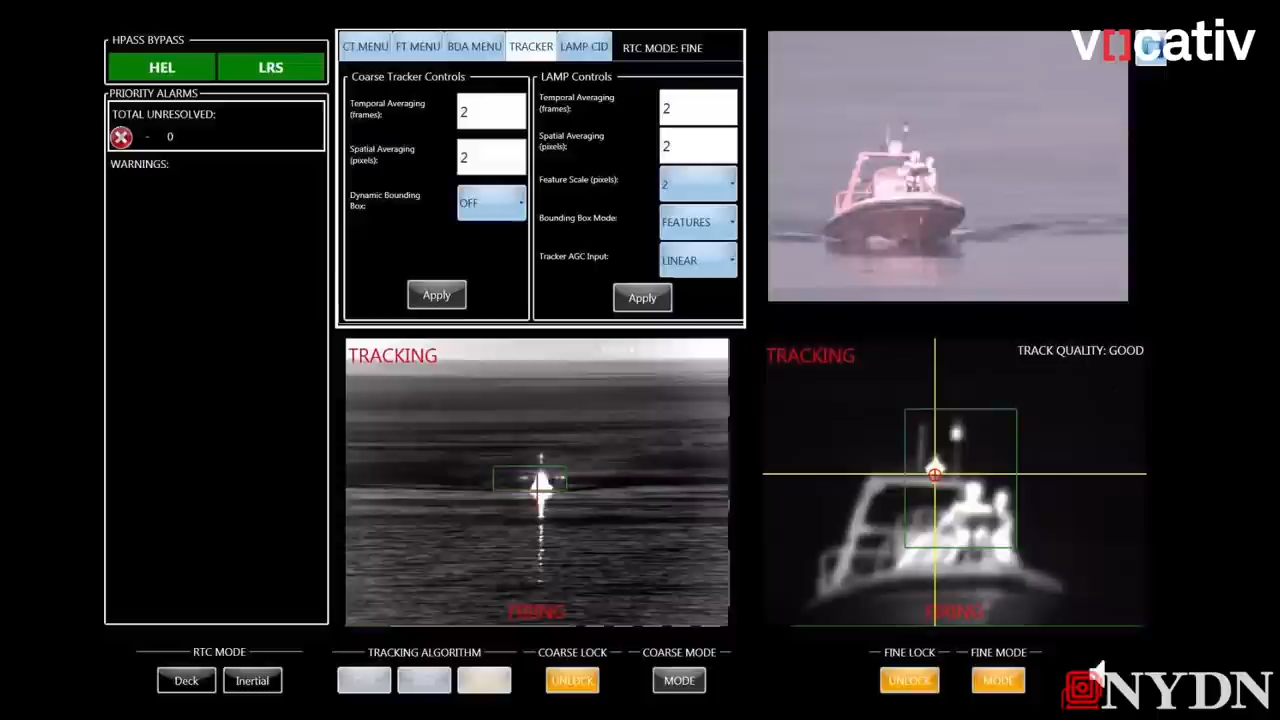 HPASS BYPASS
HEL
LRS
PRIORITY ALARMS
TOTAL UNRESOLVED:
- 0
WARNINGS:
CT MENU
FT MENU
BDA MENU
TRACKER
LAMP CID
RTC MODE: FINE
Coarse Tracker Controls
Temporal Averaging
(frames):
2
Spatial Averaging
(pixels):
2
Dynamic Bounding
Box:
OFF
Apply
LAMP Controls
Temporal Averaging
(frames):
2
Spatial Averaging
(pixels):
2
Feature Scale (pixels):
2
Bounding Box Mode:
FEATURES
Tracker AGC Input:
LINEAR
Apply
vocativ
TRACKING
FIRING
TRACKING
TRACK QUALITY: GOOD
FIRING
RTC MODE
Deck
Inertial
TRACKING ALGORITHM
COARSE LOCK
UNLOCK
COARSE MODE
MODE
FINE LOCK
UNLOCK
FINE MODE
MODE
NYDN